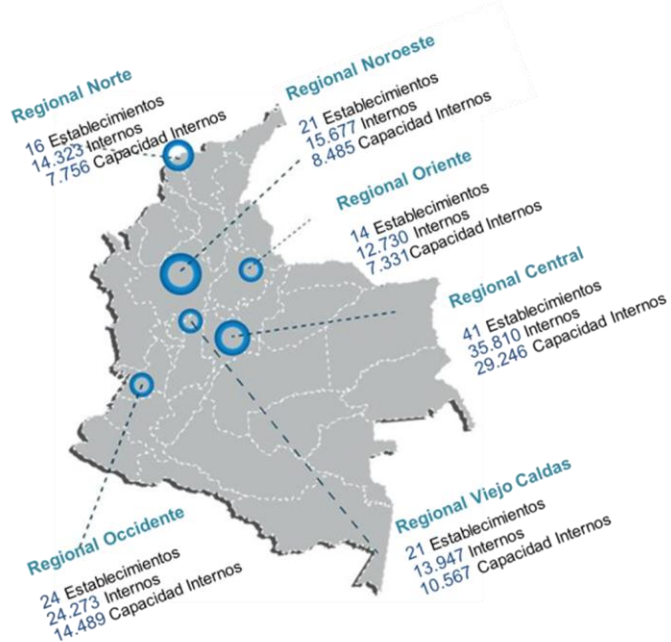 Regional Norte
16 Establecimientos
14.323 Internos
7.756 Capacidad Internos
Regional Noroeste
21 Establecimientos
15.677 Internos
8.485 Capacidad Internos
Regional Oriente
14 Establecimientos
12.730 Internos
7.331Capacidad Internos
Regional Central
41 Establecimientos
35.810 Internos
29.246 Capacidad Internos
Regional Viejo Caldas
21 Establecimientos
13.947 Internos
10.567 Capacidad Internos
Regional Occidente
24 Establecimientos
24.273 Internos
14.489 Capacidad Internos